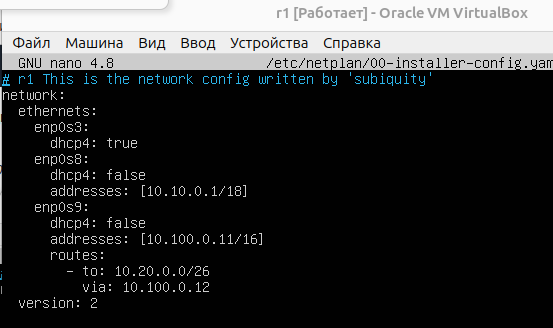 r1 [Работает] - Oracle VM VirtualBox
Файл Машина Вид Ввод Устройства Справка
GNU nano 4.8 /etc/netplan/00-installer-config.yam
# r1 This is the network config written by 'subiquity'
network:
  ethernets:
    enp0s3:
      dhcp4: true
    enp0s8:
      dhcp4: false
      addresses: [10.10.0.1/18]
    enp0s9:
      dhcp4: false
      addresses: [10.100.0.11/16]
      routes:
        - to: 10.20.0.0/26
          via: 10.100.0.12
  version: 2